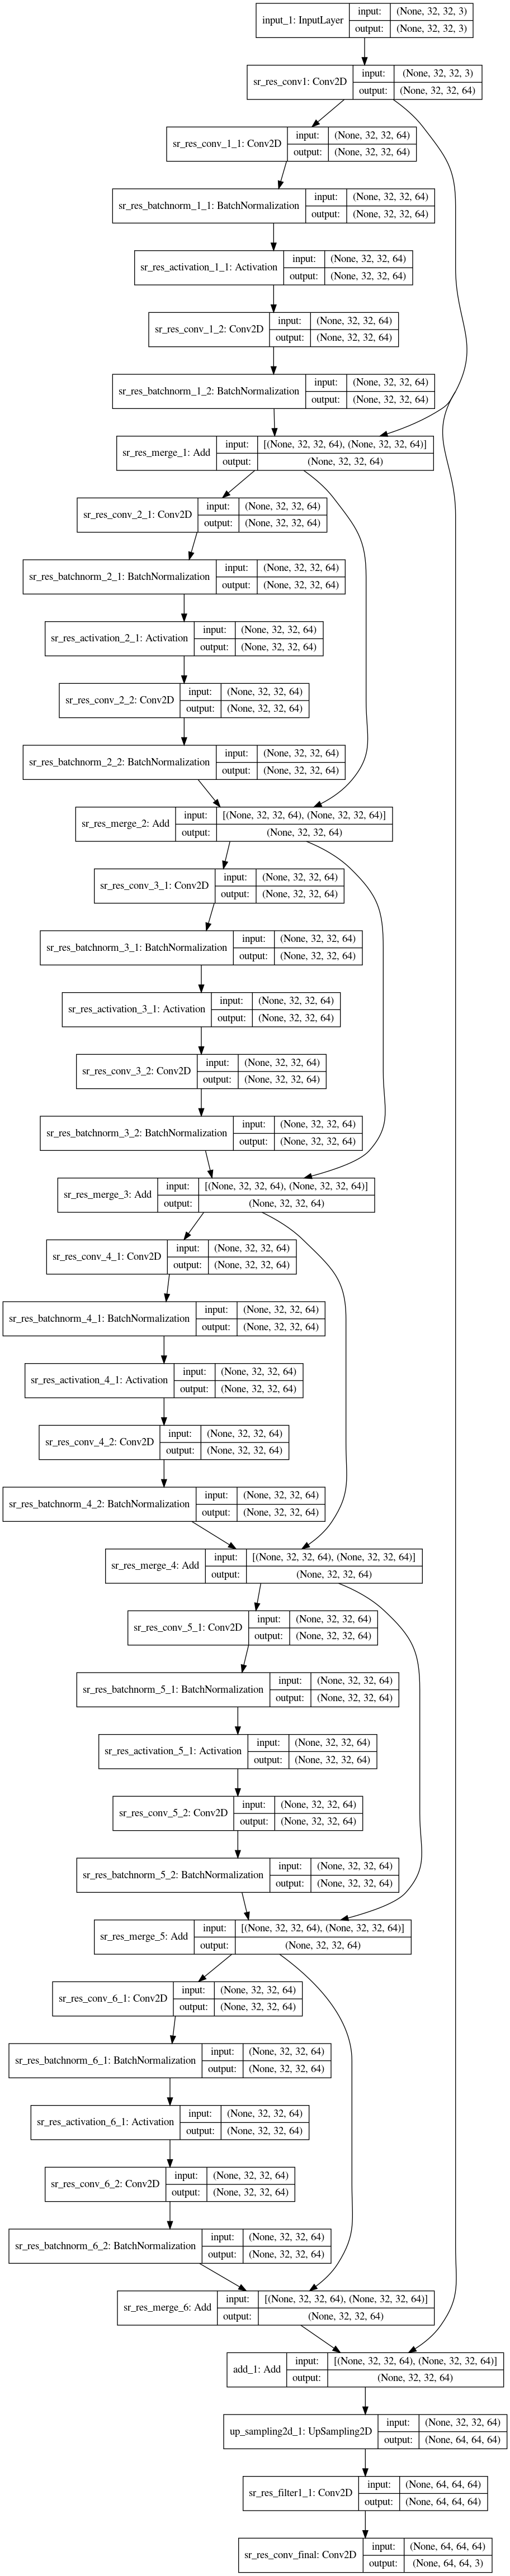 input_1: InputLayer
input: (None, 32, 32, 3)
output: (None, 32, 32, 3)
sr_res_conv1: Conv2D
input: (None, 32, 32, 3)
output: (None, 32, 32, 64)
sr_res_conv_1_1: Conv2D
input: (None, 32, 32, 64)
output: (None, 32, 32, 64)
sr_res_batchnorm_1_1: BatchNormalization
input: (None, 32, 32, 64)
output: (None, 32, 32, 64)
sr_res_activation_1_1: Activation
input: (None, 32, 32, 64)
output: (None, 32, 32, 64)
sr_res_conv_1_2: Conv2D
input: (None, 32, 32, 64)
output: (None, 32, 32, 64)
sr_res_batchnorm_1_2: BatchNormalization
input: (None, 32, 32, 64)
output: (None, 32, 32, 64)
sr_res_merge_1: Add
input: [(None, 32, 32, 64), (None, 32, 32, 64)]
output: (None, 32, 32, 64)
sr_res_conv_2_1: Conv2D
input: (None, 32, 32, 64)
output: (None, 32, 32, 64)
sr_res_batchnorm_2_1: BatchNormalization
input: (None, 32, 32, 64)
output: (None, 32, 32, 64)
sr_res_activation_2_1: Activation
input: (None, 32, 32, 64)
output: (None, 32, 32, 64)
sr_res_conv_2_2: Conv2D
input: (None, 32, 32, 64)
output: (None, 32, 32, 64)
sr_res_batchnorm_2_2: BatchNormalization
input: (None, 32, 32, 64)
output: (None, 32, 32, 64)
sr_res_merge_2: Add
input: [(None, 32, 32, 64), (None, 32, 32, 64)]
output: (None, 32, 32, 64)
sr_res_conv_3_1: Conv2D
input: (None, 32, 32, 64)
output: (None, 32, 32, 64)
sr_res_batchnorm_3_1: BatchNormalization
input: (None, 32, 32, 64)
output: (None, 32, 32, 64)
sr_res_activation_3_1: Activation
input: (None, 32, 32, 64)
output: (None, 32, 32, 64)
sr_res_conv_3_2: Conv2D
input: (None, 32, 32, 64)
output: (None, 32, 32, 64)
sr_res_batchnorm_3_2: BatchNormalization
input: (None, 32, 32, 64)
output: (None, 32, 32, 64)
sr_res_merge_3: Add
input: [(None, 32, 32, 64), (None, 32, 32, 64)]
output: (None, 32, 32, 64)
sr_res_conv_4_1: Conv2D
input: (None, 32, 32, 64)
output: (None, 32, 32, 64)
sr_res_batchnorm_4_1: BatchNormalization
input: (None, 32, 32, 64)
output: (None, 32, 32, 64)
sr_res_activation_4_1: Activation
input: (None, 32, 32, 64)
output: (None, 32, 32, 64)
sr_res_conv_4_2: Conv2D
input: (None, 32, 32, 64)
output: (None, 32, 32, 64)
sr_res_batchnorm_4_2: BatchNormalization
input: (None, 32, 32, 64)
output: (None, 32, 32, 64)
sr_res_merge_4: Add
input: [(None, 32, 32, 64), (None, 32, 32, 64)]
output: (None, 32, 32, 64)
sr_res_conv_5_1: Conv2D
input: (None, 32, 32, 64)
output: (None, 32, 32, 64)
sr_res_batchnorm_5_1: BatchNormalization
input: (None, 32, 32, 64)
output: (None, 32, 32, 64)
sr_res_activation_5_1: Activation
input: (None, 32, 32, 64)
output: (None, 32, 32, 64)
sr_res_conv_5_2: Conv2D
input: (None, 32, 32, 64)
output: (None, 32, 32, 64)
sr_res_batchnorm_5_2: BatchNormalization
input: (None, 32, 32, 64)
output: (None, 32, 32, 64)
sr_res_merge_5: Add
input: [(None, 32, 32, 64), (None, 32, 32, 64)]
output: (None, 32, 32, 64)
sr_res_conv_6_1: Conv2D
input: (None, 32, 32, 64)
output: (None, 32, 32, 64)
sr_res_batchnorm_6_1: BatchNormalization
input: (None, 32, 32, 64)
output: (None, 32, 32, 64)
sr_res_activation_6_1: Activation
input: (None, 32, 32, 64)
output: (None, 32, 32, 64)
sr_res_conv_6_2: Conv2D
input: (None, 32, 32, 64)
output: (None, 32, 32, 64)
sr_res_batchnorm_6_2: BatchNormalization
input: (None, 32, 32, 64)
output: (None, 32, 32, 64)
sr_res_merge_6: Add
input: [(None, 32, 32, 64), (None, 32, 32, 64)]
output: (None, 32, 32, 64)
add_1: Add
input: [(None, 32, 32, 64), (None, 32, 32, 64)]
output: (None, 32, 32, 64)
up_sampling2d_1: UpSampling2D
input: (None, 32, 32, 64)
output: (None, 64, 64, 64)
sr_res_filter1_1: Conv2D
input: (None, 64, 64, 64)
output: (None, 64, 64, 64)
sr_res_conv_final: Conv2D
input: (None, 64, 64, 64)
output: (None, 64, 64, 3)